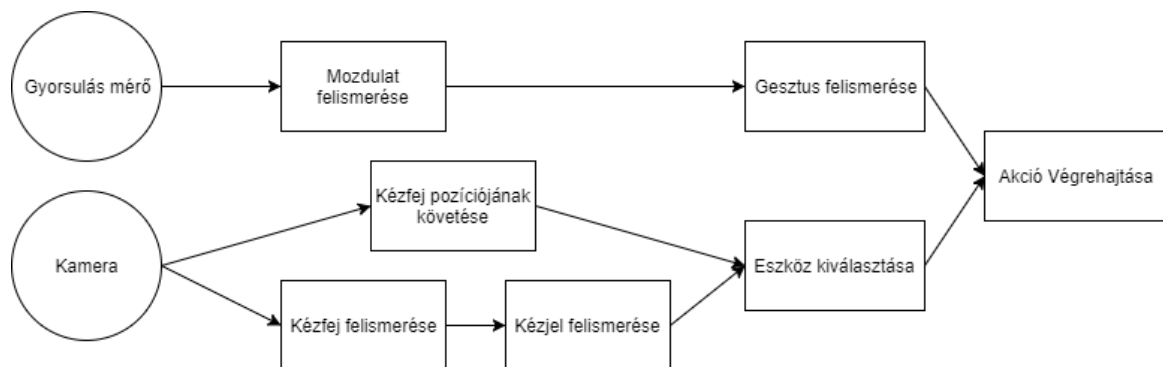 Gyorsulás mérő
Mozdulat
felismerése
Gesztus felismerése
Akció Végrehajtása
Kézfej pozíciójának
követése
Kamera
Eszköz kiválasztása
Kézfej felismerése
Kézjel felismerése